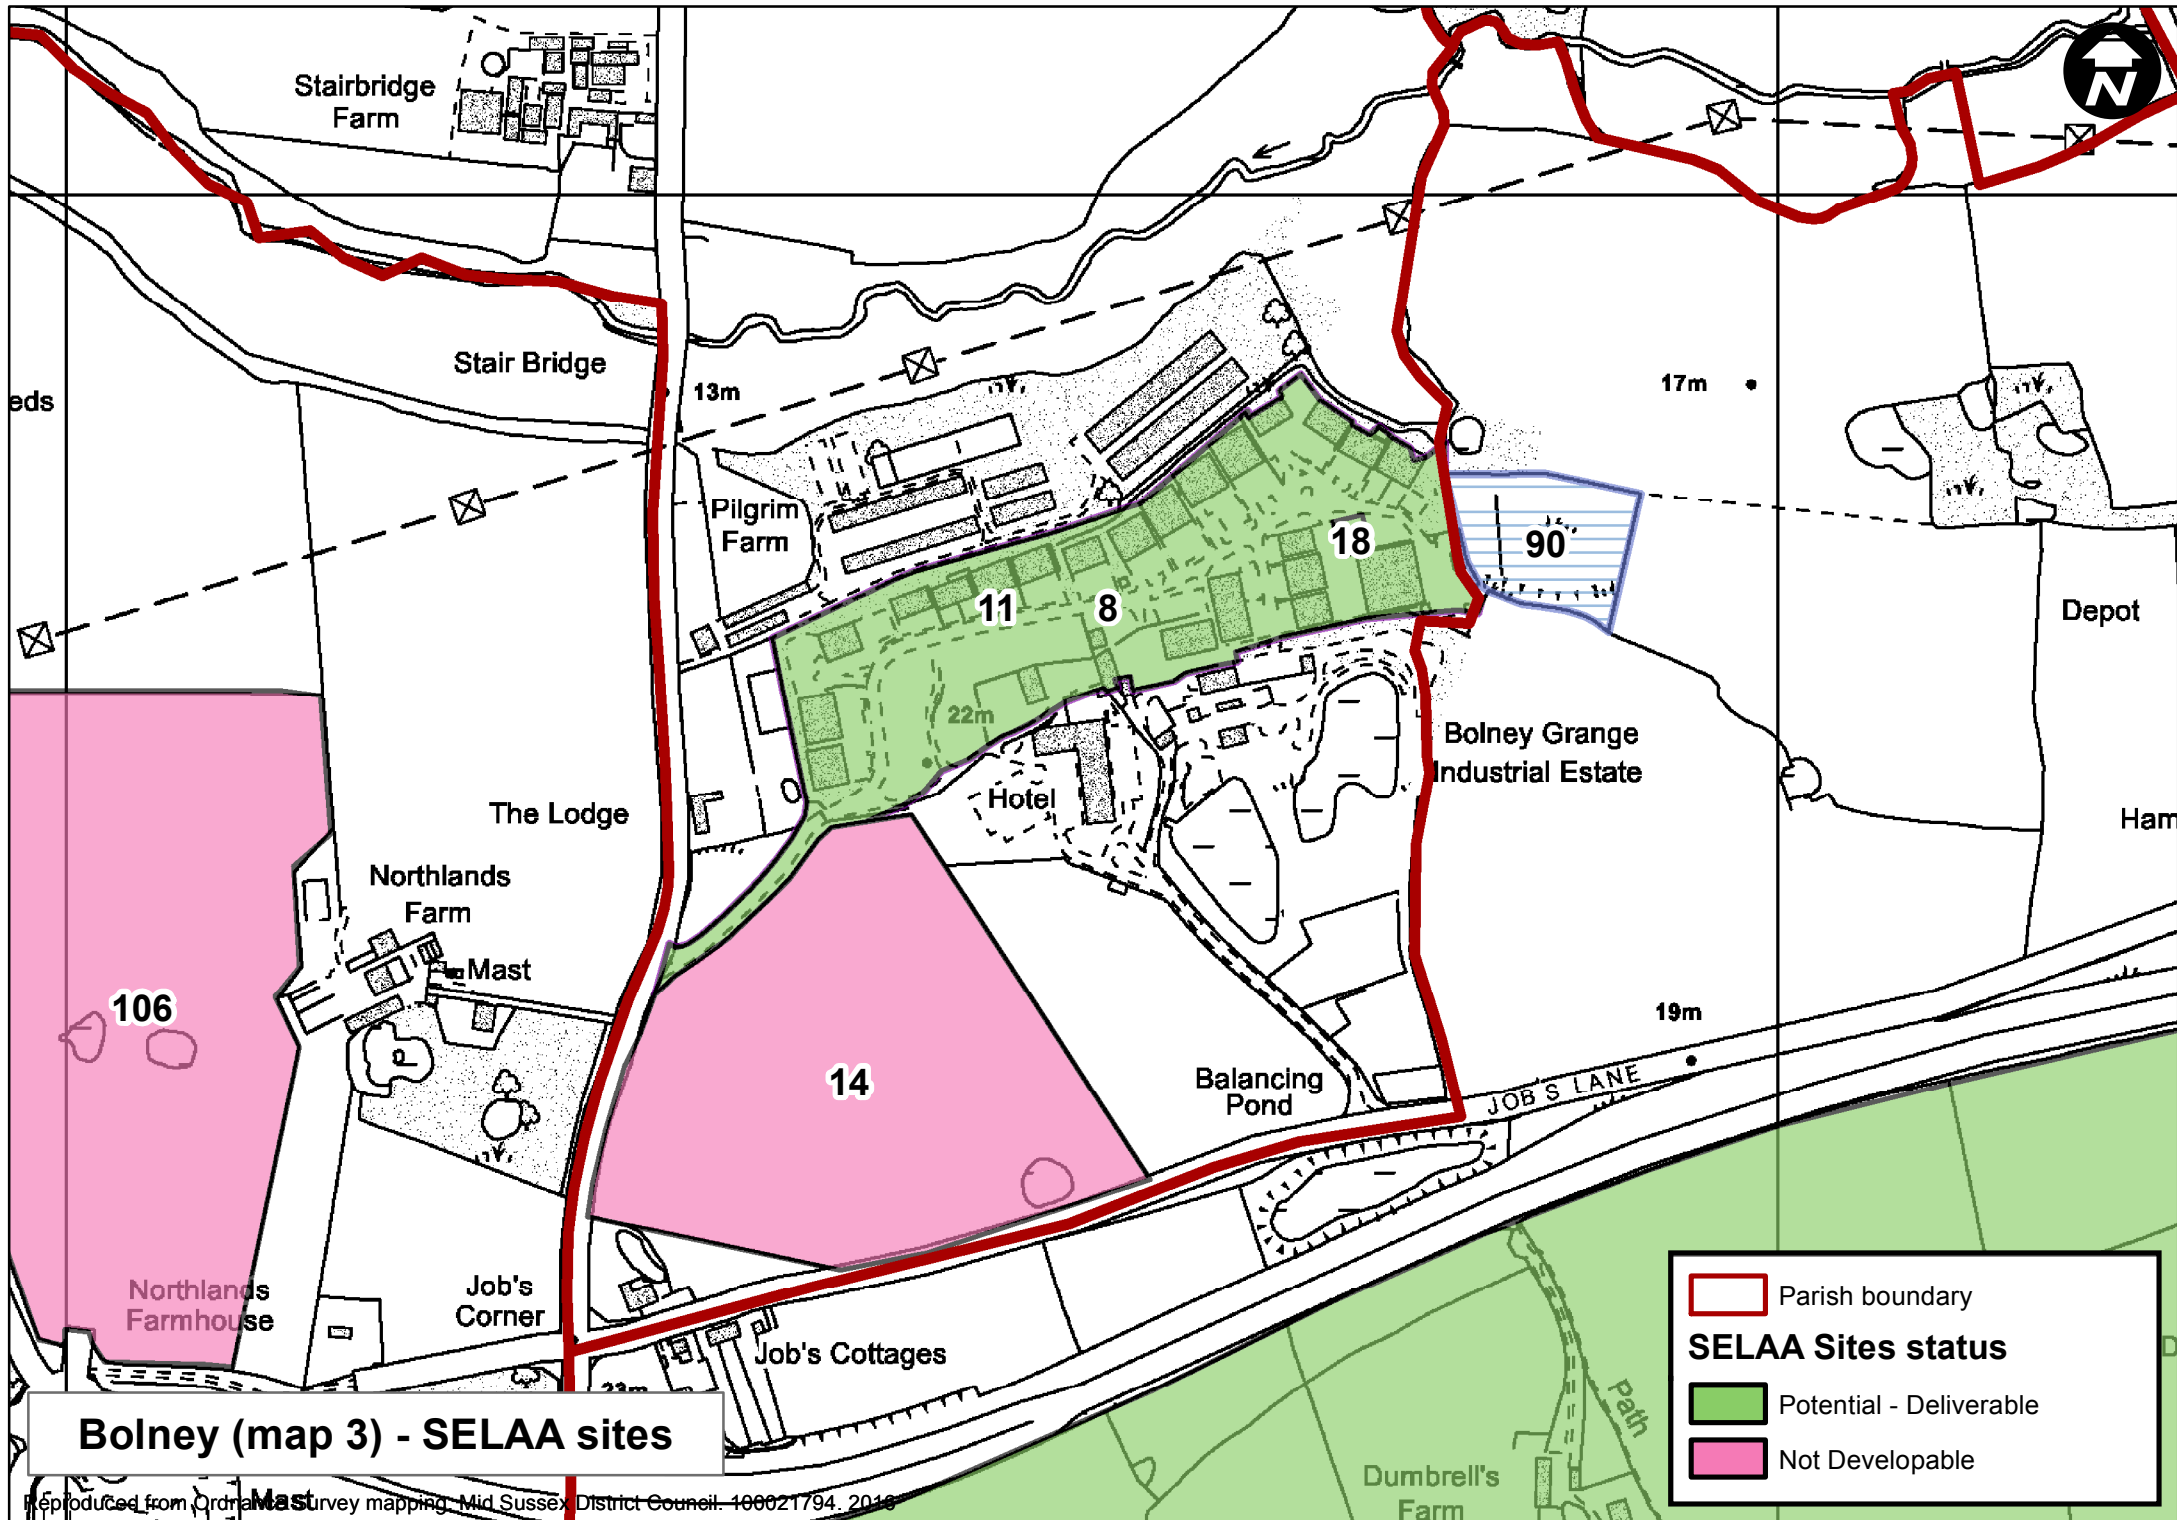 N
Stairbridge
Farm
Stair Bridge
13m
17m
eds
Pilgrim
Farm
18
90
11
8
Depot
22m
Bolney Grange
Industrial Estate
Hotel
The Lodge
Ham
Northlands
Farm
Mast
106
19m
14
Balancing
Pond
JOB'S LANE
Northlands
Farmhouse
Job's
Corner
Job's Cottages
23m
Path
Dumbrell's
Farm
D
Mast
Parish boundary
SELAA Sites status
Potential - Deliverable
Not Developable
Bolney (map 3) - SELAA sites
Reproduced from Ordnance Survey mapping. Mid Sussex District Council. 100021794.